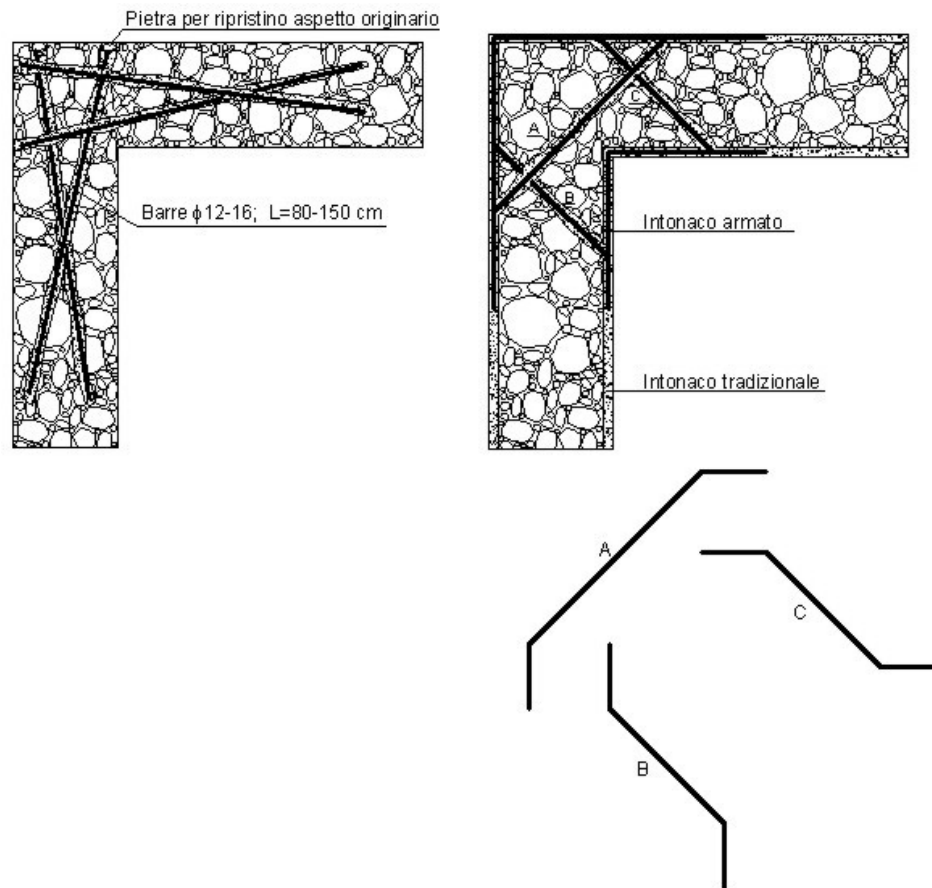 Pietra per ripristino aspetto originario
Barre ϕ12-16; L=80-150 cm
A
C
B
Intonaco armato
Intonaco tradizionale
A
C
B